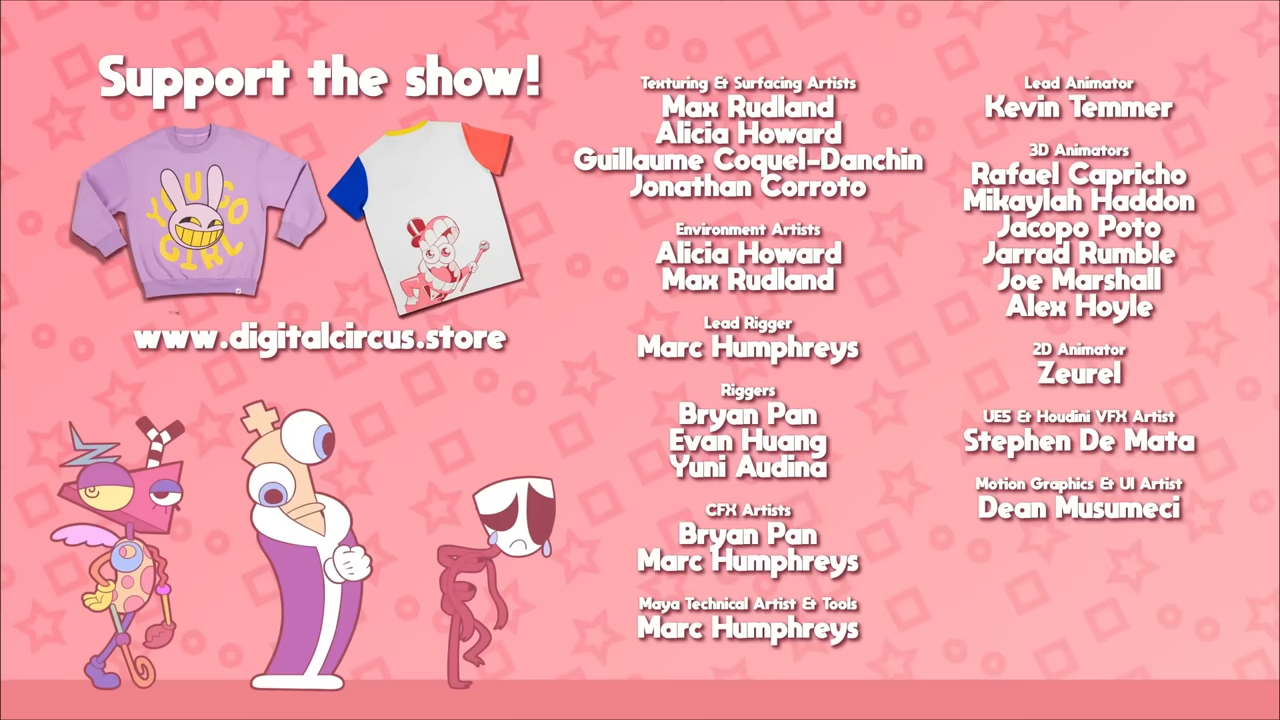 Support the show!
YOU GO
GIRL
www.digitalcircus.store
Texturing & Surfacing Artists
Max Rudland
Alicia Howard
Guillaume Coquel-Danchin
Jonathan Corroto
Environment Artists
Alicia Howard
Max Rudland
Lead Rigger
Marc Humphreys
Riggers
Bryan Pan
Evan Huang
Yuni Audina
CFX Artists
Bryan Pan
Marc Humphreys
Maya Technical Artist & Tools
Marc Humphreys
Lead Animator
Kevin Temmer
3D Animators
Rafael Capricho
Mikaylah Haddon
Jacopo Poto
Jarrad Rumble
Joe Marshall
Alex Hoyle
2D Animator
Zeurel
UE5 & Houdini VFX Artist
Stephen De Mata
Motion Graphics & UI Artist
Dean Musumeci